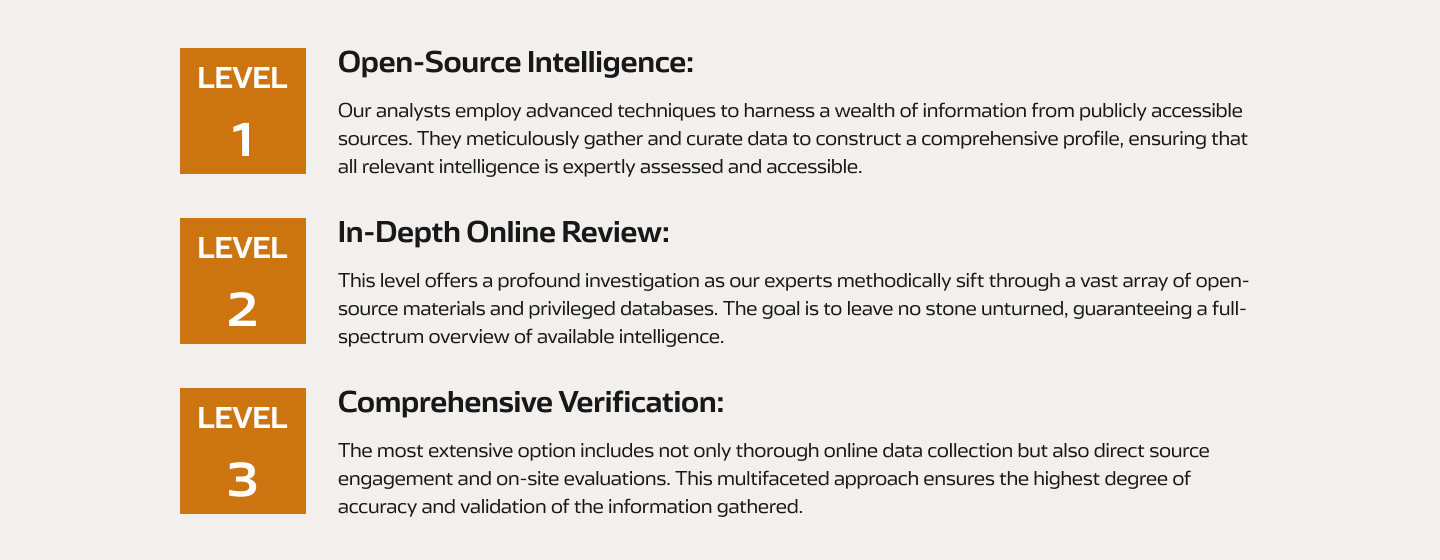 LEVEL
1
Open-Source Intelligence:
Our analysts employ advanced techniques to harness a wealth of information from publicly accessible
sources. They meticulously gather and curate data to construct a comprehensive profile, ensuring that
all relevant intelligence is expertly assessed and accessible.
LEVEL
2
In-Depth Online Review:
This level offers a profound investigation as our experts methodically sift through a vast array of open-
source materials and privileged databases. The goal is to leave no stone unturned, guaranteeing a full-
spectrum overview of available intelligence.
LEVEL
3
Comprehensive Verification:
The most extensive option includes not only thorough online data collection but also direct source
engagement and on-site evaluations. This multifaceted approach ensures the highest degree of
accuracy and validation of the information gathered.